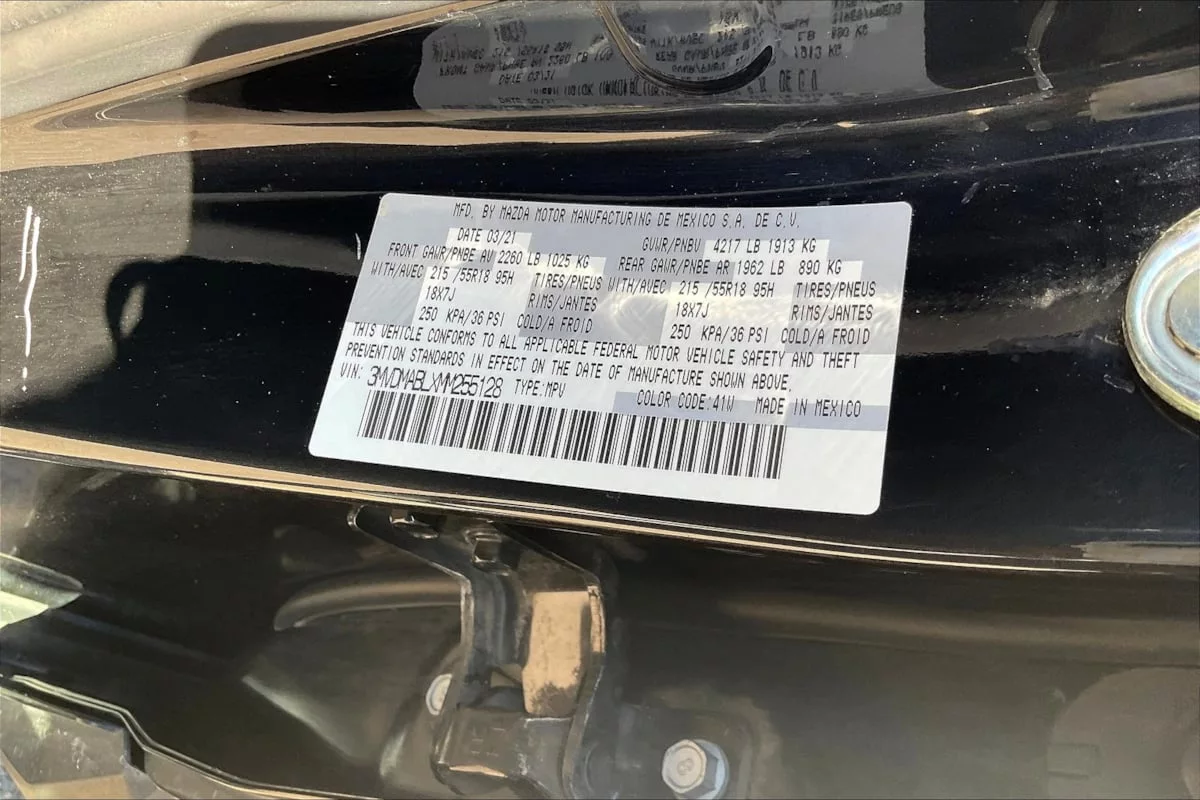 MFD. BY MAZDA MOTOR MANUFACTURING DE MEXICO S.A. DE C.V.
DATE 03/21 GVWR/PNBV 4217 LB 1913 KG
FRONT GAWR/PNBE AV 2260 LB 1025 KG REAR GAWR/PNBE AR 1962 LB 890 KG
WITH/AVEC 215 /55R18 95H TIRES/PNEUS WITH/AVEC 215 /55R18 95H TIRES/PNEUS
18X7J RIMS/JANTES 18X7J RIMS/JANTES
250 KPA/36 PSI COLD/A FROID 250 KPA/36 PSI COLD/A FROID
THIS VEHICLE CONFORMS TO ALL APPLICABLE FEDERAL MOTOR VEHICLE SAFETY AND THEFT
PREVENTION STANDARDS IN EFFECT ON THE DATE OF MANUFACTURE SHOWN ABOVE.
VIN: 3MVDMABLXMM255128 TYPE:MPV COLOR CODE:41W MADE IN MEXICO